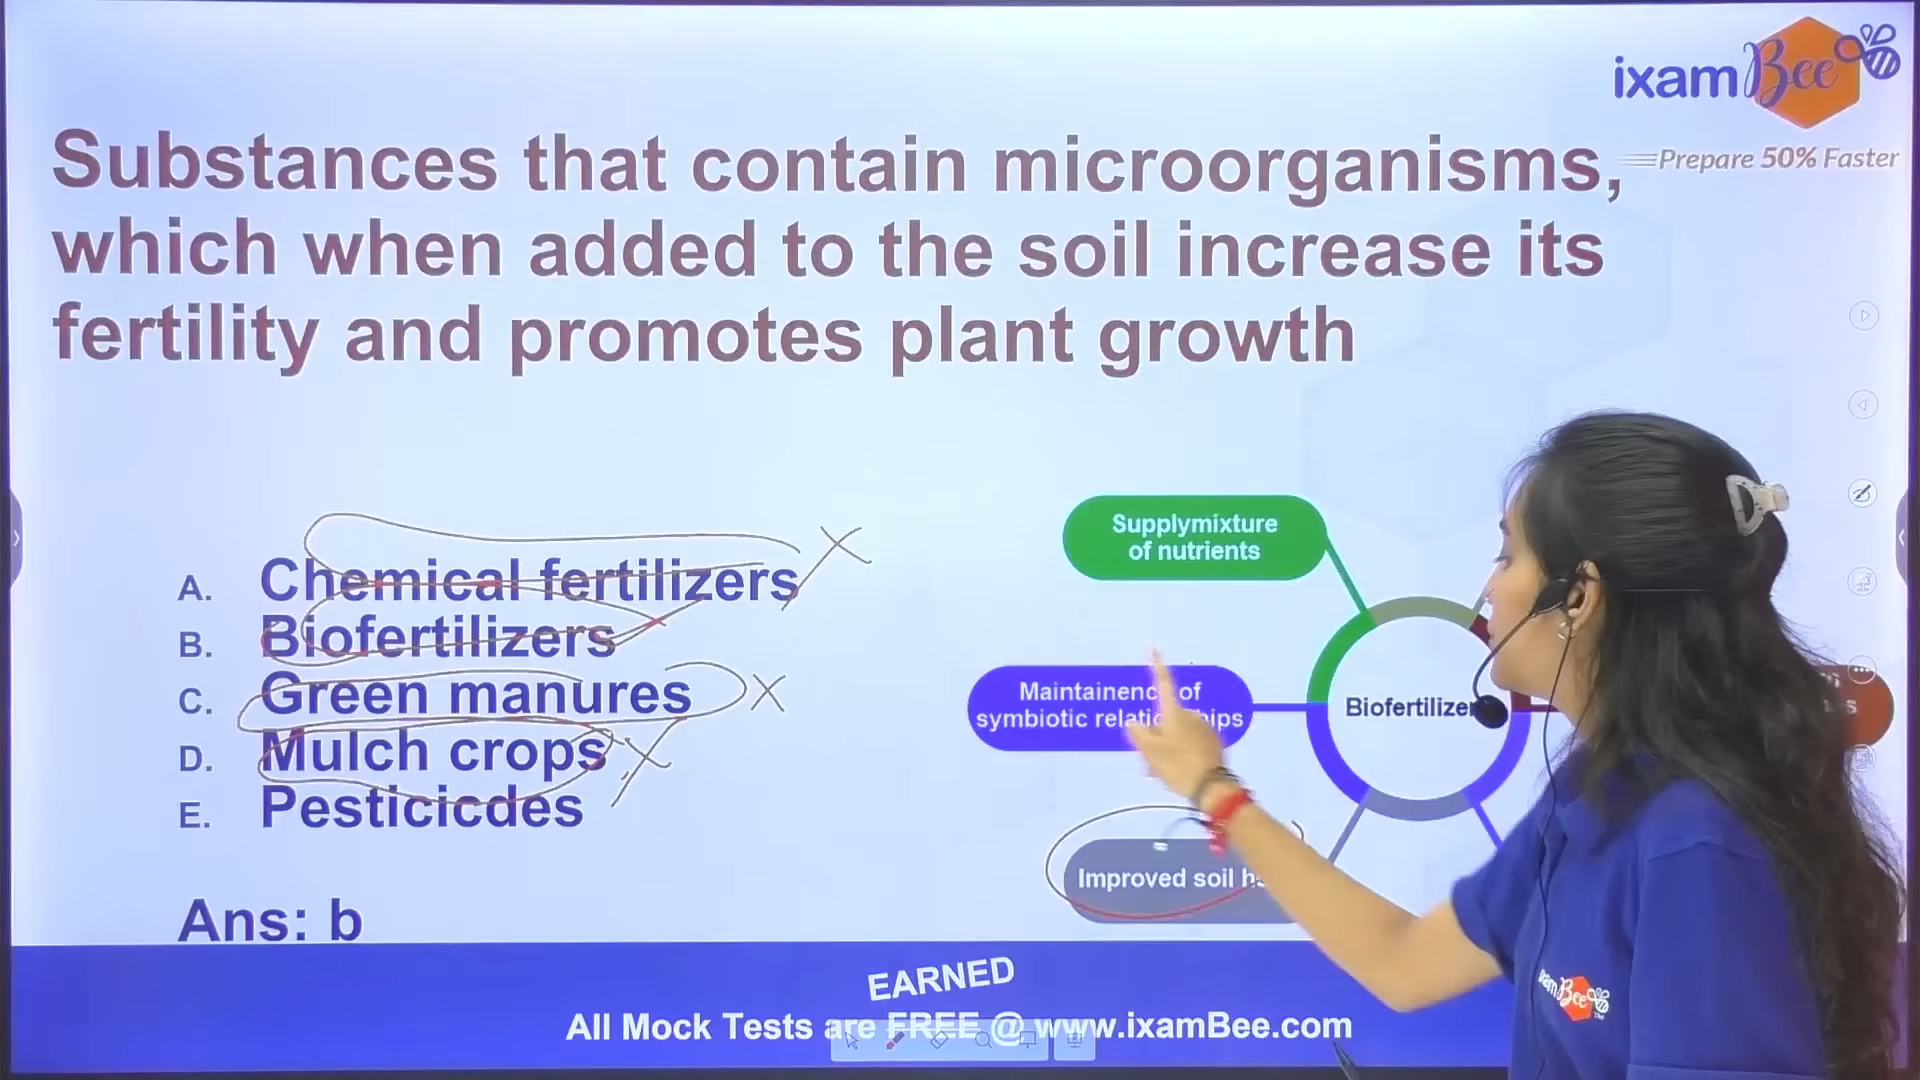 ixamBee
Prepare 50% Faster
Substances that contain microorganisms,
which when added to the soil increase its
fertility and promotes plant growth
A. Chemical fertilizers
B. Biofertilizers
C. Green manures
D. Mulch crops
E. Pesticicdes
Ans: b
Supplymixture
of nutrients
Maintainenc of
symbiotic
Biofertilizer
Improved soil
EARNED
All Mock Tests are FREE @ www.ixamBee.com
ixamBee